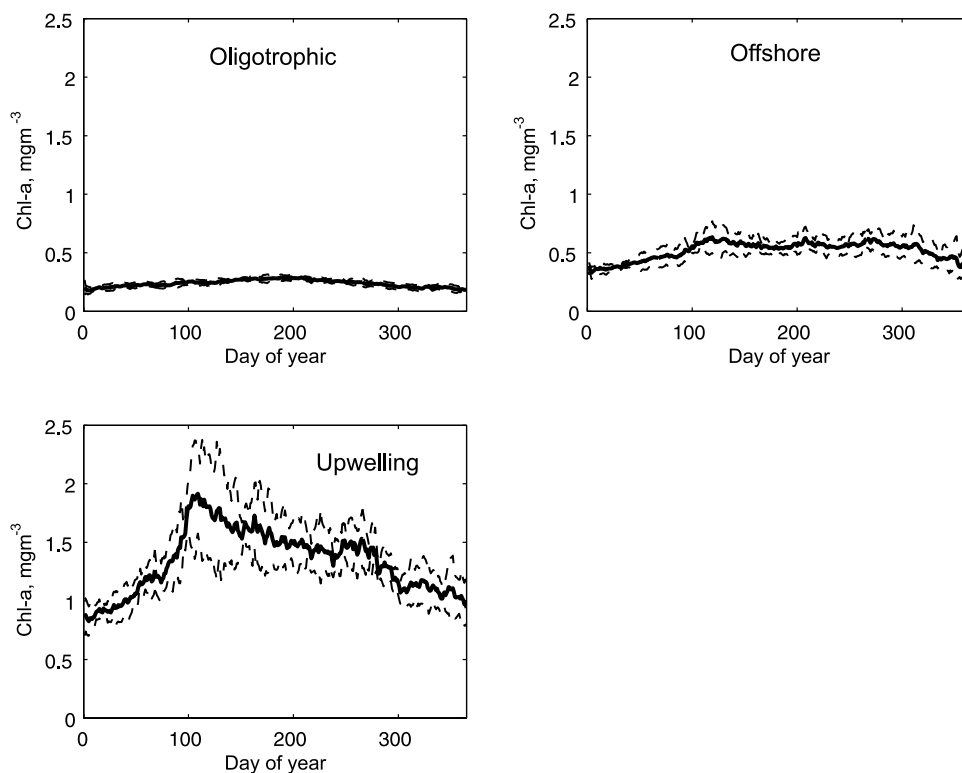 2.5
2
1.5
1
0.5
0
Chl-a, mgm-3
Oligotrophic
0 100 200 300
Day of year
2.5
2
1.5
1
0.5
0
Chl-a, mgm-3
Offshore
0 100 200 300
Day of year
2.5
2
1.5
1
0.5
0
Chl-a, mgm-3
Upwelling
0 100 200 300
Day of year